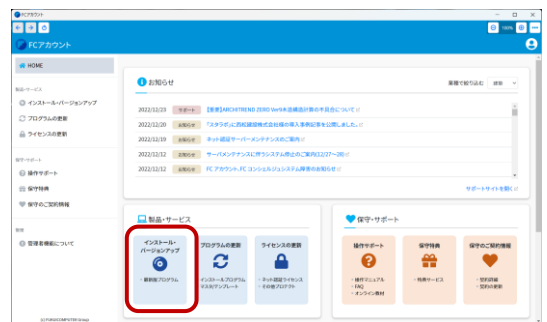 FCアカウント
100%
FCアカウント
HOME
製品・サービス
インストール・バージョンアップ
プログラムの更新
ライセンスの更新
保守・サポート
操作サポート
保守特典
保守のご契約情報
管理
管理者機能について
(C) FUKUICOMPUTER Group
お知らせ
業種で絞り込む 建築
2022/12/23 サポート 【重要】ARCHITREND ZERO Ver9木造構造計算の不具合について
2022/12/20 お知らせ 「スタラボ」に西松建設株式会社様の導入事例記事を公開しました。
2022/12/19 お知らせ ネット認証サーバーメンテナンスのご案内
2022/12/12 お知らせ サーバメンテナンスに伴うシステム停止のご案内(12/27～28)
2022/12/12 お知らせ FC アカウント、FC コンシェルジュシステム障害のお知らせ
サポートサイトを開く
製品・サービス
インストール・
バージョンアップ
・最新版プログラム
プログラムの更新
インストールプログラム
マスタ/テンプレート
ライセンスの更新
・ネット認証ライセンス
・その他プロテクト
保守・サポート
操作サポート
・操作マニュアル
・FAQ
・オンライン教材
保守特典
・特典サービス
保守のご契約情報
・契約詳細
・契約の更新